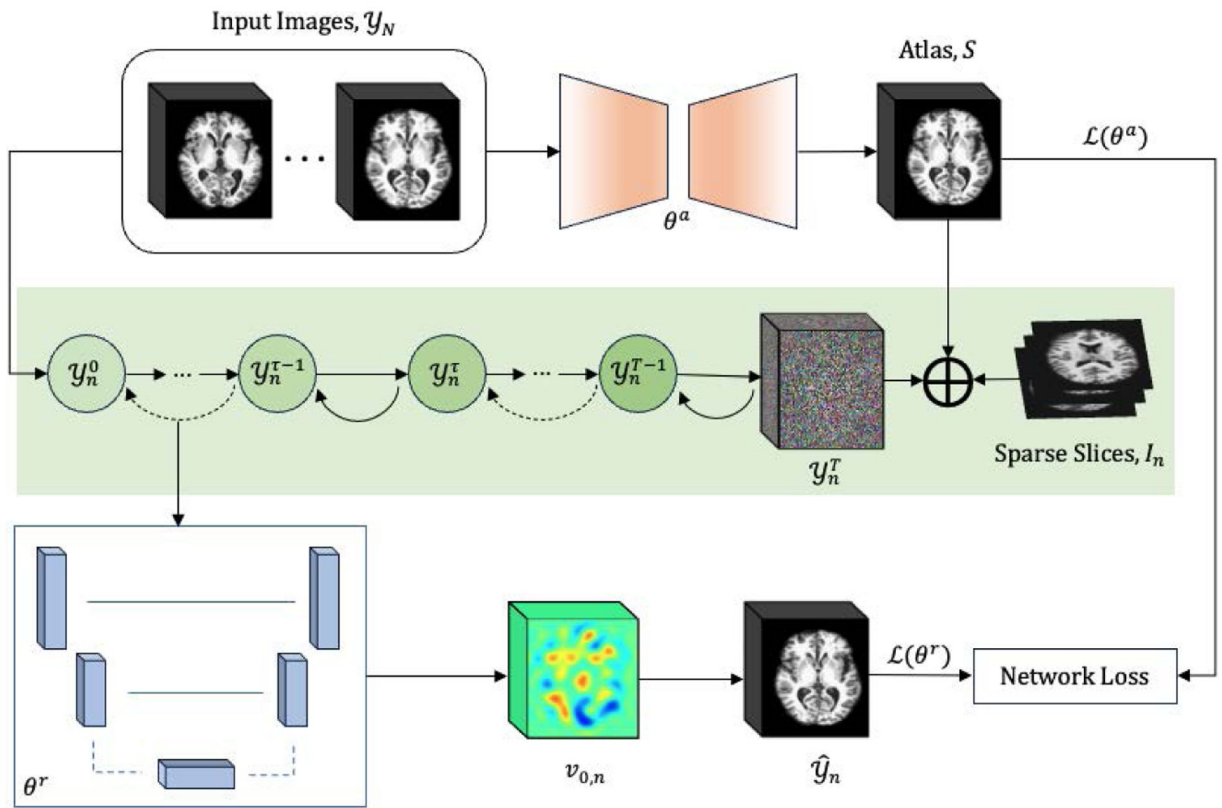 Input Images, 𝒴_N
Atlas, S
...
ℒ(θ^a)
θ^a
𝒴_n^0
...
𝒴_n^{τ-1}
𝒴_n^τ
...
𝒴_n^{T-1}
𝒴_n^T
Sparse Slices, I_n
θ^r
v_{0,n}
𝒴̂_n
ℒ(θ^r)
Network Loss